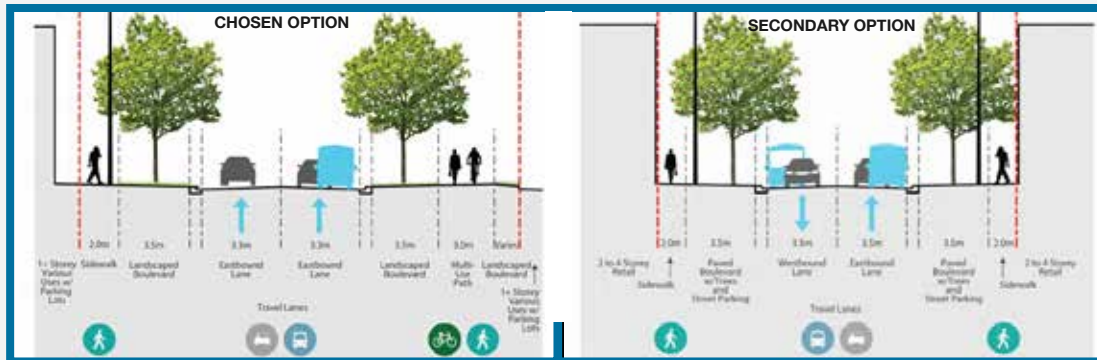 CHOSEN OPTION
2.0m
3.5m
3.3m
3.3m
3.5m
3.0m
Varies
1+ Storey
Various
Uses w/
Parking
Lots
Sidewalk
Landscaped
Boulevard
Eastbound
Lane
Eastbound
Lane
Landscaped
Boulevard
Multi-
Use
Path
Landscaped
Boulevard
1+ Storey
Various
Uses w/
Parking
Lots
Travel Lanes
SECONDARY OPTION
2.0m
3.5m
3.3m
3.5m
3.5m
2.0m
2 to 4 Storey
Retail
Sidewalk
Paved
Boulevard
w/Trees
and
Street Parking
Westbound
Lane
Eastbound
Lane
Paved
Boulevard
w/Trees
and
Street Parking
Sidewalk
2 to 4 Storey
Retail
Travel Lanes